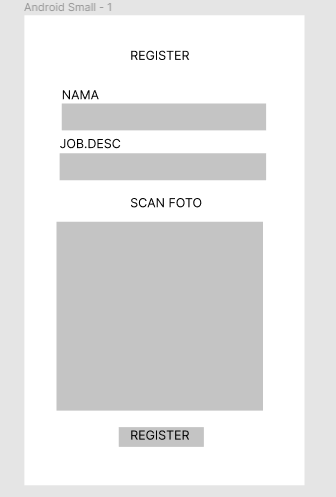 Android Small - 1
REGISTER
NAMA
JOB.DESC
SCAN FOTO
REGISTER